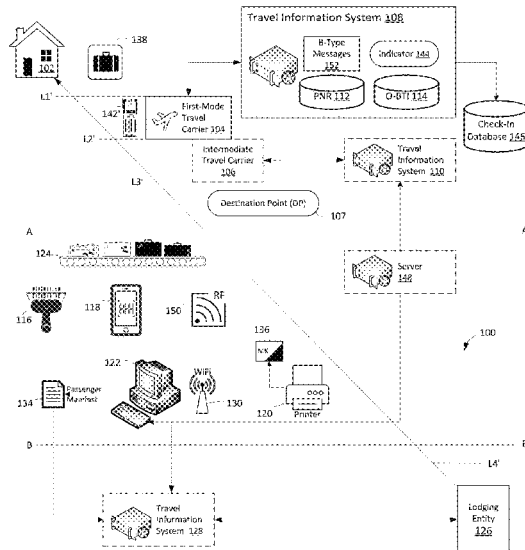 Travel Information System 108
138
B-Type
Messages
152
Indicator 144
102
PNR 112
O-BTI 114
L1'
142
First-Mode
Travel
Carrier 104
Check-In
Database 145
L2'
Intermediate
Travel Carrier
106
Travel
Information
System 110
L3'
Destination Point (DP)
107
A
A
124
Server
148
116
118
150
RF
136
100
122
WiFi
134
Passenger
Manifest
130
120
Printer
B
B
L4'
Travel
Information
System 128
Lodging
Entity
126